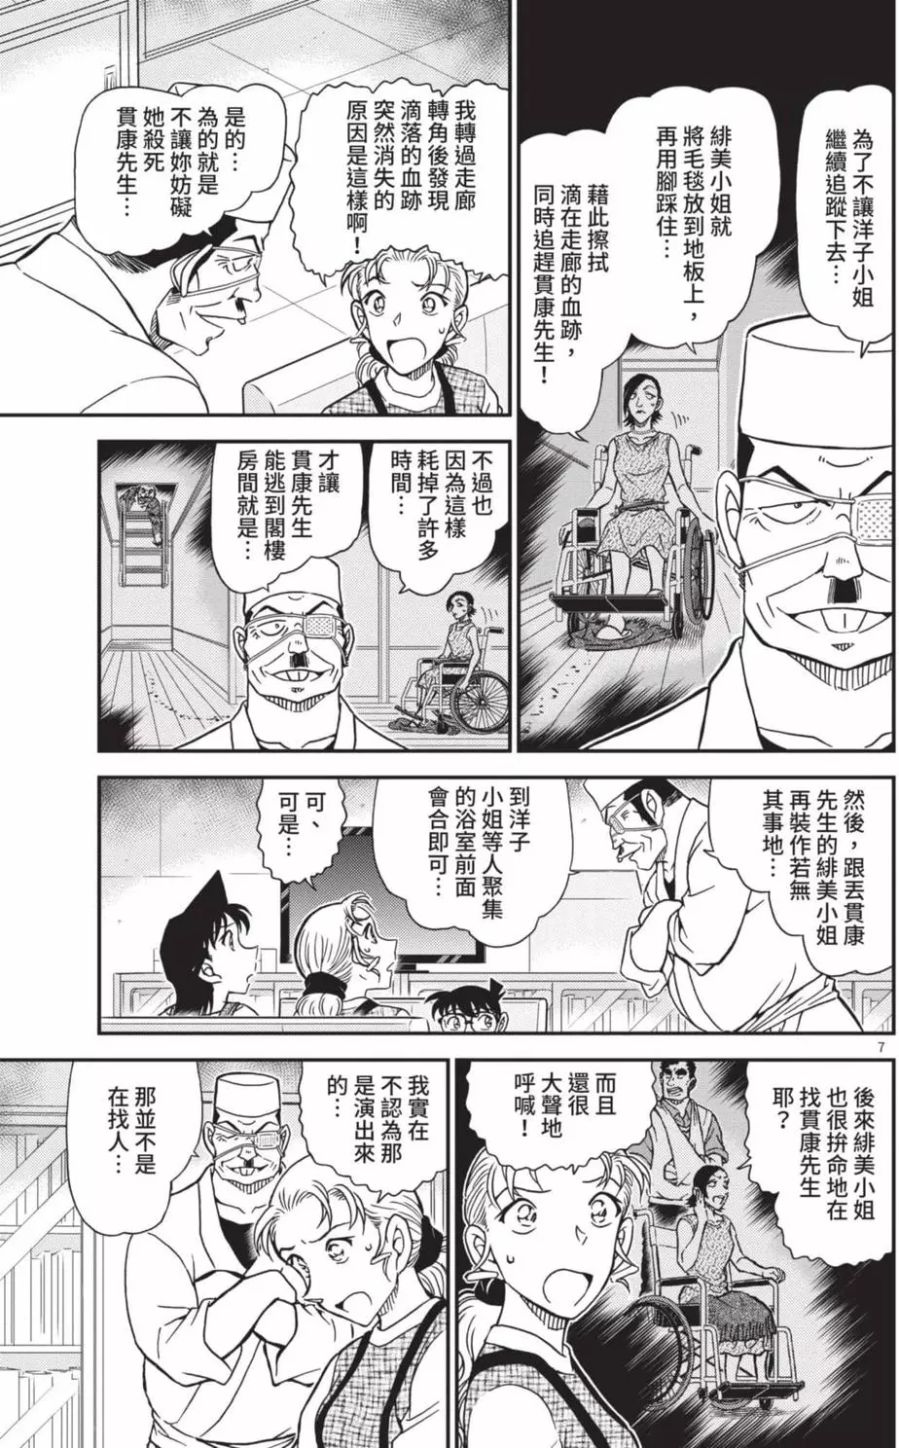 為了不讓洋子小姐
繼續追蹤下去…
緋美小姐就
將毛毯放到地板上，
再用腳踩住…
藉此擦拭
滴在走廊的血跡，
同時追趕貫康先生！
我轉過走廊
轉角後發現
滴落的血跡
突然消失的
原因是這樣啊！
是的…
為的就是
不讓妳妨礙
她殺死
貫康先生…
不過也
因為這樣
耗掉了許多
時間…
才讓
貫康先生
能逃到閣樓
房間就是…
然後，跟丟貫康
先生的緋美小姐
再裝作若無
其事地…
到洋子
小姐等人聚集
的浴室前面
會合即可…
可、
可是…
7
後來緋美小姐
也很拚命地在
找貫康先生
耶？
而且
還很
大聲地
呼喊！
我實在
不認為那
是演出來
的…
那並不是
在找人…